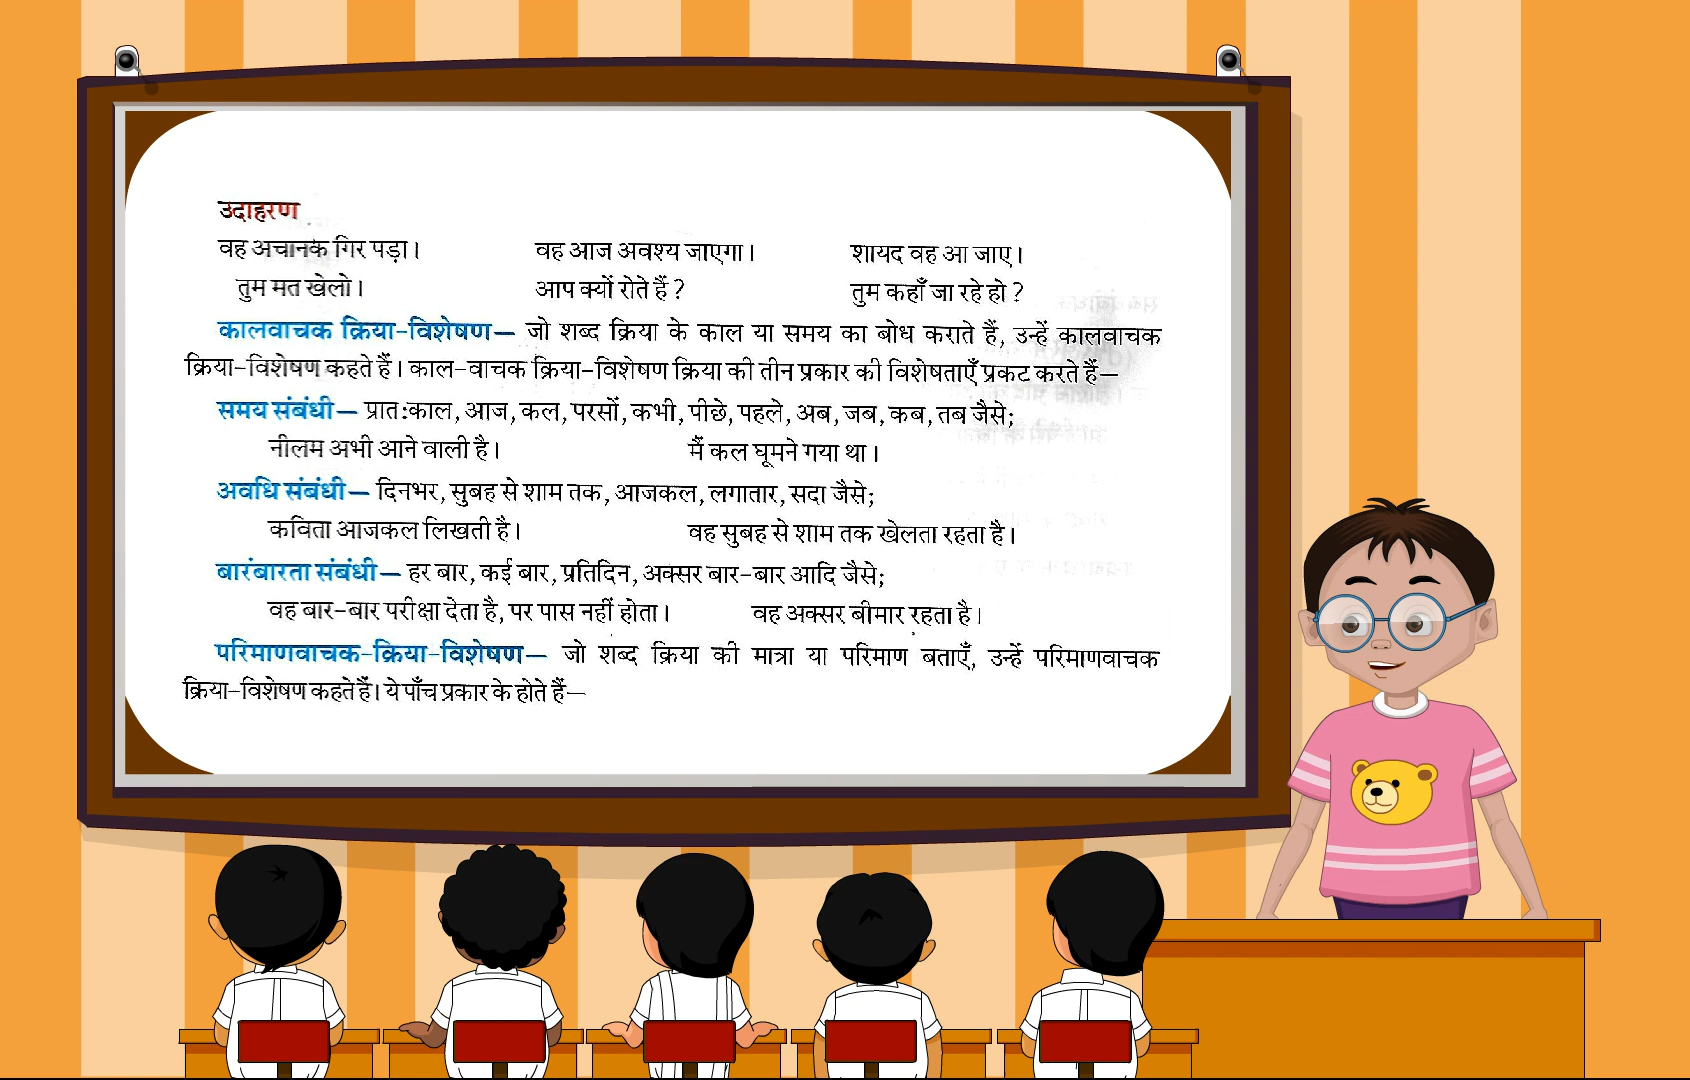 उदाहरण
वह अचानक गिर पड़ा। वह आज अवश्य जाएगा। शायद वह आ जाए।
तुम मत खेलो। आप क्यों रोते हैं ? तुम कहाँ जा रहे हो ?
कालवाचक क्रिया-विशेषण— जो शब्द क्रिया के काल या समय का बोध कराते हैं, उन्हें कालवाचक
क्रिया-विशेषण कहते हैं। काल-वाचक क्रिया-विशेषण क्रिया की तीन प्रकार की विशेषताएँ प्रकट करते हैं—
समय संबंधी— प्रात:काल, आज, कल, परसों, कभी, पीछे, पहले, अब, जब, कब, तब जैसे;
नीलम अभी आने वाली है। मैं कल घूमने गया था।
अवधि संबंधी— दिनभर, सुबह से शाम तक, आजकल, लगातार, सदा जैसे;
कविता आजकल लिखती है। वह सुबह से शाम तक खेलता रहता है।
बारंबारता संबंधी— हर बार, कई बार, प्रतिदिन, अक्सर बार-बार आदि जैसे;
वह बार-बार परीक्षा देता है, पर पास नहीं होता। वह अक्सर बीमार रहता है।
परिमाणवाचक-क्रिया-विशेषण— जो शब्द क्रिया की मात्रा या परिमाण बताएँ, उन्हें परिमाणवाचक
क्रिया-विशेषण कहते हैं। ये पाँच प्रकार के होते हैं—